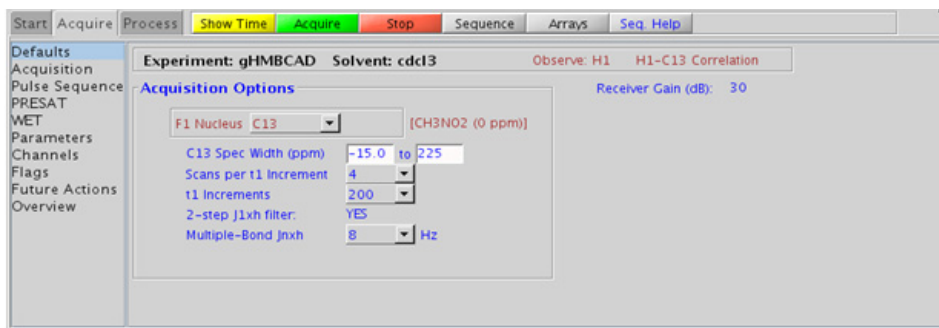 Start Acquire Process Show Time Acquire Stop Sequence Arrays Seq. Help
Defaults
Acquisition
Pulse Sequence
PRESAT
WET
Parameters
Channels
Flags
Future Actions
Overview
Experiment: gHMBCAD Solvent: cdcl3 Observe: H1 H1-C13 Correlation
Acquisition Options Receiver Gain (dB): 30
F1 Nucleus C13 [CH3NO2 (0 ppm)]
C13 Spec Width (ppm) -15.0 to 225
Scans per t1 Increment 4
t1 Increments 200
2-step J1xh filter: YES
Multiple-Bond Jnxh 8 Hz